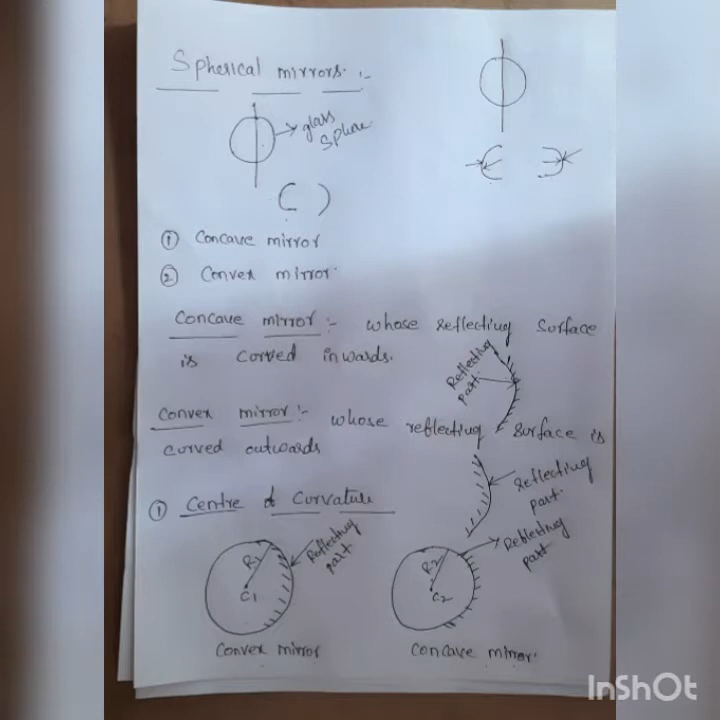 Spherical mirrors :-
glass
sphere.
① Concave mirror
② Convex mirror.
Concave mirror :- whose reflecting surface
is corved inwards.
Reflecting
part.
Convex mirror :- whose reflecting surface is
curved outwards
Reflecting
part.
① Centre of Curvature
R1
C1
Reflecting
part
Convex mirror
R2
C2
Reflecting
part
Concave mirror.
InShOt